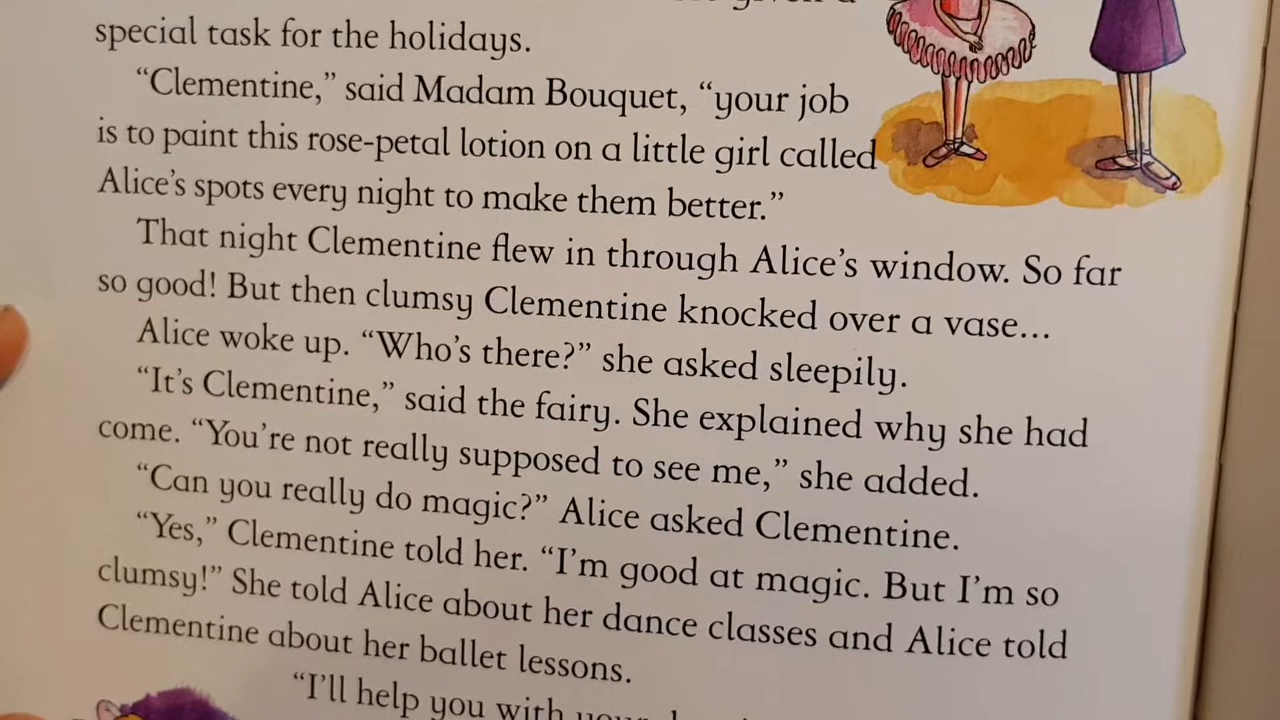 given a
special task for the holidays.
“Clementine,” said Madam Bouquet, “your job
is to paint this rose-petal lotion on a little girl called
Alice’s spots every night to make them better.”
That night Clementine flew in through Alice’s window. So far
so good! But then clumsy Clementine knocked over a vase...
Alice woke up. “Who’s there?” she asked sleepily.
“It’s Clementine,” said the fairy. She explained why she had
come. “You’re not really supposed to see me,” she added.
“Can you really do magic?” Alice asked Clementine.
“Yes,” Clementine told her. “I’m good at magic. But I’m so
clumsy!” She told Alice about her dance classes and Alice told
Clementine about her ballet lessons.
“I’ll help you with